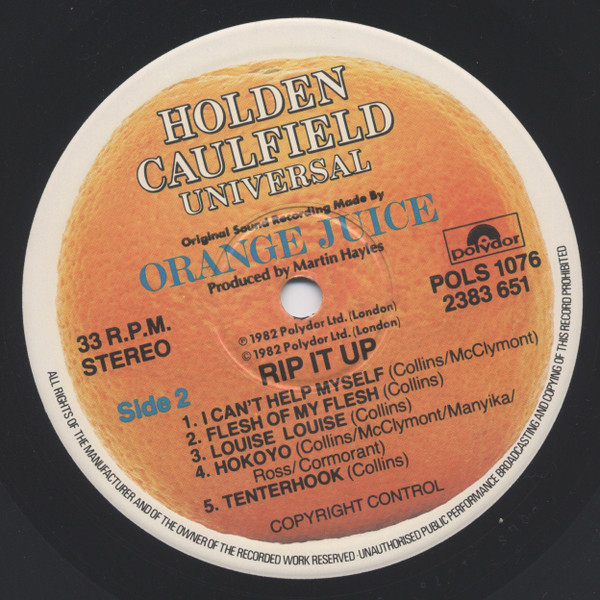 HOLDEN
CAULFIELD
UNIVERSAL
Original Sound Recording Made By
ORANGE JUICE
Produced by Martin Hayles
polydor
POLS 1076
2383 651
33 R.P.M.
STEREO
℗ 1982 Polydor Ltd. (London)
© 1982 Polydor Ltd. (London)
RIP IT UP
Side 2
1. I CAN'T HELP MYSELF (Collins/McClymont)
2. FLESH OF MY FLESH (Collins)
3. LOUISE LOUISE (Collins)
4. HOKOYO (Collins/McClymont/Manyika/
Ross/Cormorant)
5. TENTERHOOK (Collins)
COPYRIGHT CONTROL
ALL RIGHTS OF THE MANUFACTURER AND OF THE OWNER OF THE RECORDED WORK RESERVED · UNAUTHORISED PUBLIC PERFORMANCE BROADCASTING AND COPYING OF THIS RECORD PROHIBITED